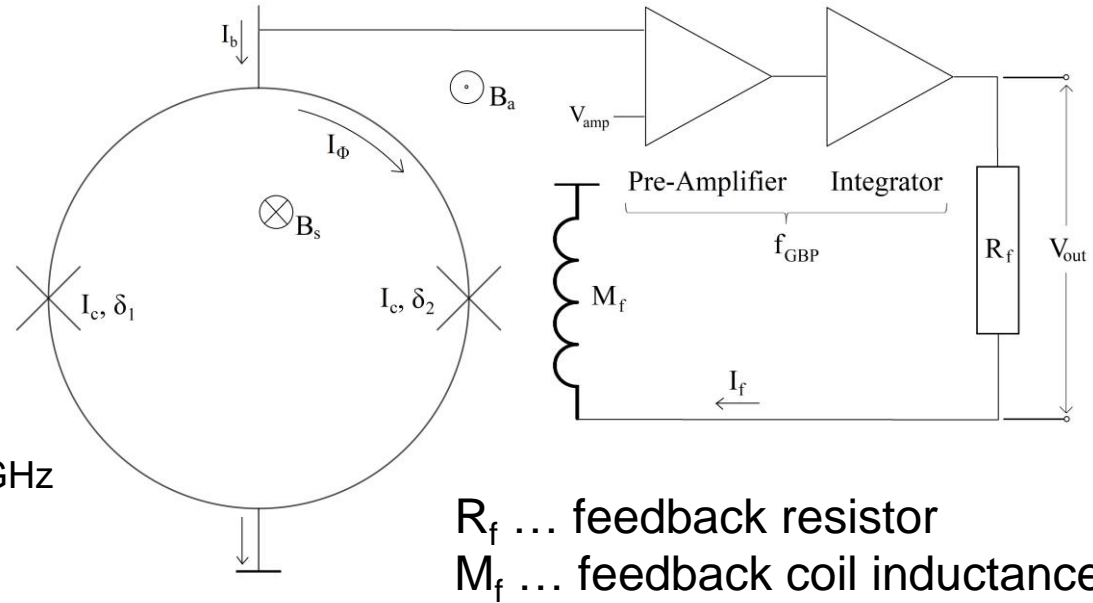 I_b
B_a
V_amp
I_Φ
Pre-Amplifier Integrator
B_s
f_GBP
R_f
V_out
I_c, δ_1
I_c, δ_2
M_f
I_f
GHz
R_f … feedback resistor
M_f … feedback coil inductance